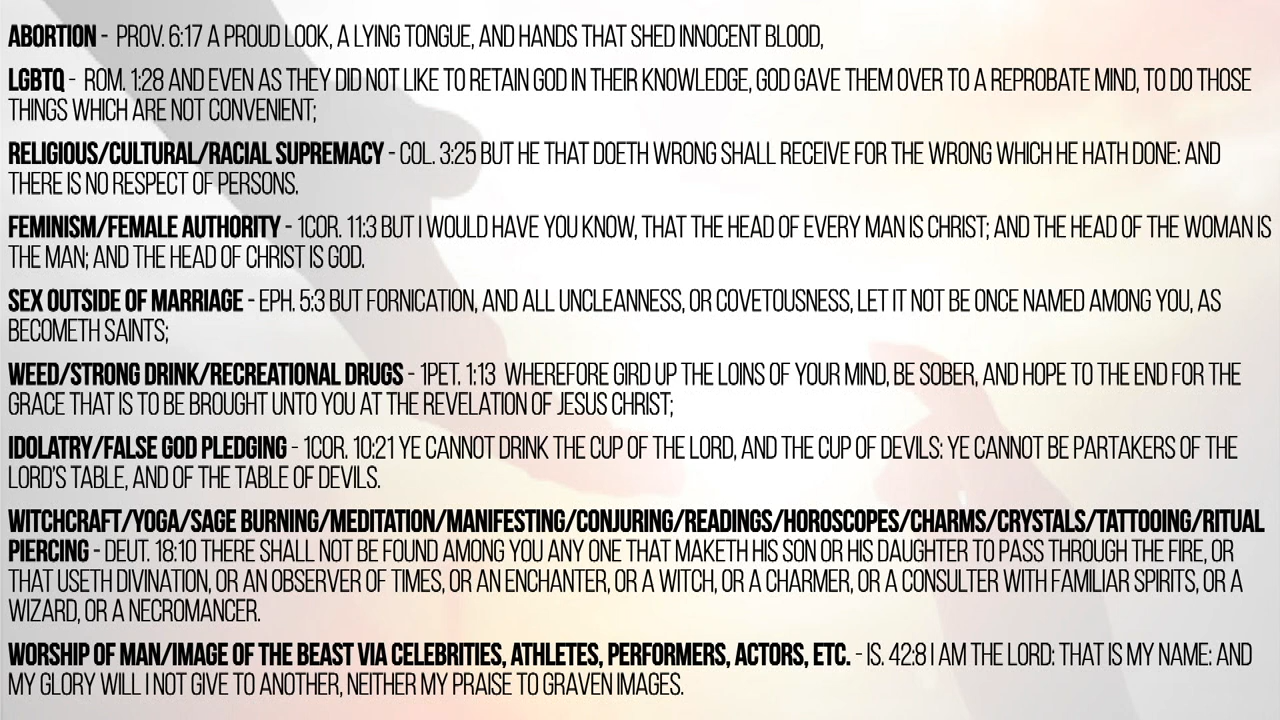 ABORTION - PROV. 6:17 A PROUD LOOK, A LYING TONGUE, AND HANDS THAT SHED INNOCENT BLOOD,
LGBTQ - ROM. 1:28 AND EVEN AS THEY DID NOT LIKE TO RETAIN GOD IN THEIR KNOWLEDGE, GOD GAVE THEM OVER TO A REPROBATE MIND, TO DO THOSE
THINGS WHICH ARE NOT CONVENIENT;
RELIGIOUS/CULTURAL/RACIAL SUPREMACY - COL. 3:25 BUT HE THAT DOETH WRONG SHALL RECEIVE FOR THE WRONG WHICH HE HATH DONE: AND
THERE IS NO RESPECT OF PERSONS.
FEMINISM/FEMALE AUTHORITY - 1COR. 11:3 BUT I WOULD HAVE YOU KNOW, THAT THE HEAD OF EVERY MAN IS CHRIST; AND THE HEAD OF THE WOMAN IS
THE MAN; AND THE HEAD OF CHRIST IS GOD.
SEX OUTSIDE OF MARRIAGE - EPH. 5:3 BUT FORNICATION, AND ALL UNCLEANNESS, OR COVETOUSNESS, LET IT NOT BE ONCE NAMED AMONG YOU, AS
BECOMETH SAINTS;
WEED/STRONG DRINK/RECREATIONAL DRUGS - 1PET. 1:13 WHEREFORE GIRD UP THE LOINS OF YOUR MIND, BE SOBER, AND HOPE TO THE END FOR THE
GRACE THAT IS TO BE BROUGHT UNTO YOU AT THE REVELATION OF JESUS CHRIST;
IDOLATRY/FALSE GOD PLEDGING - 1COR. 10:21 YE CANNOT DRINK THE CUP OF THE LORD, AND THE CUP OF DEVILS: YE CANNOT BE PARTAKERS OF THE
LORD'S TABLE, AND OF THE TABLE OF DEVILS.
WITCHCRAFT/YOGA/SAGE BURNING/MEDITATION/MANIFESTING/CONJURING/READINGS/HOROSCOPES/CHARMS/CRYSTALS/TATTOOING/RITUAL
PIERCING - DEUT. 18:10 THERE SHALL NOT BE FOUND AMONG YOU ANY ONE THAT MAKETH HIS SON OR HIS DAUGHTER TO PASS THROUGH THE FIRE, OR
THAT USETH DIVINATION, OR AN OBSERVER OF TIMES, OR AN ENCHANTER, OR A WITCH, OR A CHARMER, OR A CONSULTER WITH FAMILIAR SPIRITS, OR A
WIZARD, OR A NECROMANCER.
WORSHIP OF MAN/IMAGE OF THE BEAST VIA CELEBRITIES, ATHLETES, PERFORMERS, ACTORS, ETC. - IS. 42:8 I AM THE LORD: THAT IS MY NAME: AND
MY GLORY WILL I NOT GIVE TO ANOTHER, NEITHER MY PRAISE TO GRAVEN IMAGES.